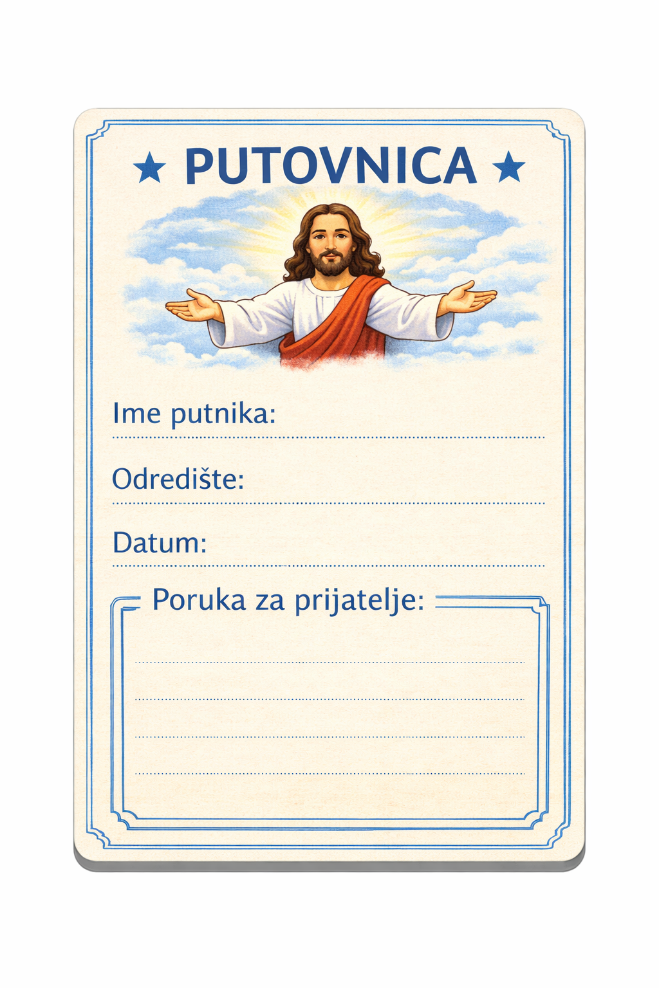 PUTOVNICA
Ime putnika:
Odredište:
Datum:
Poruka za prijatelje: